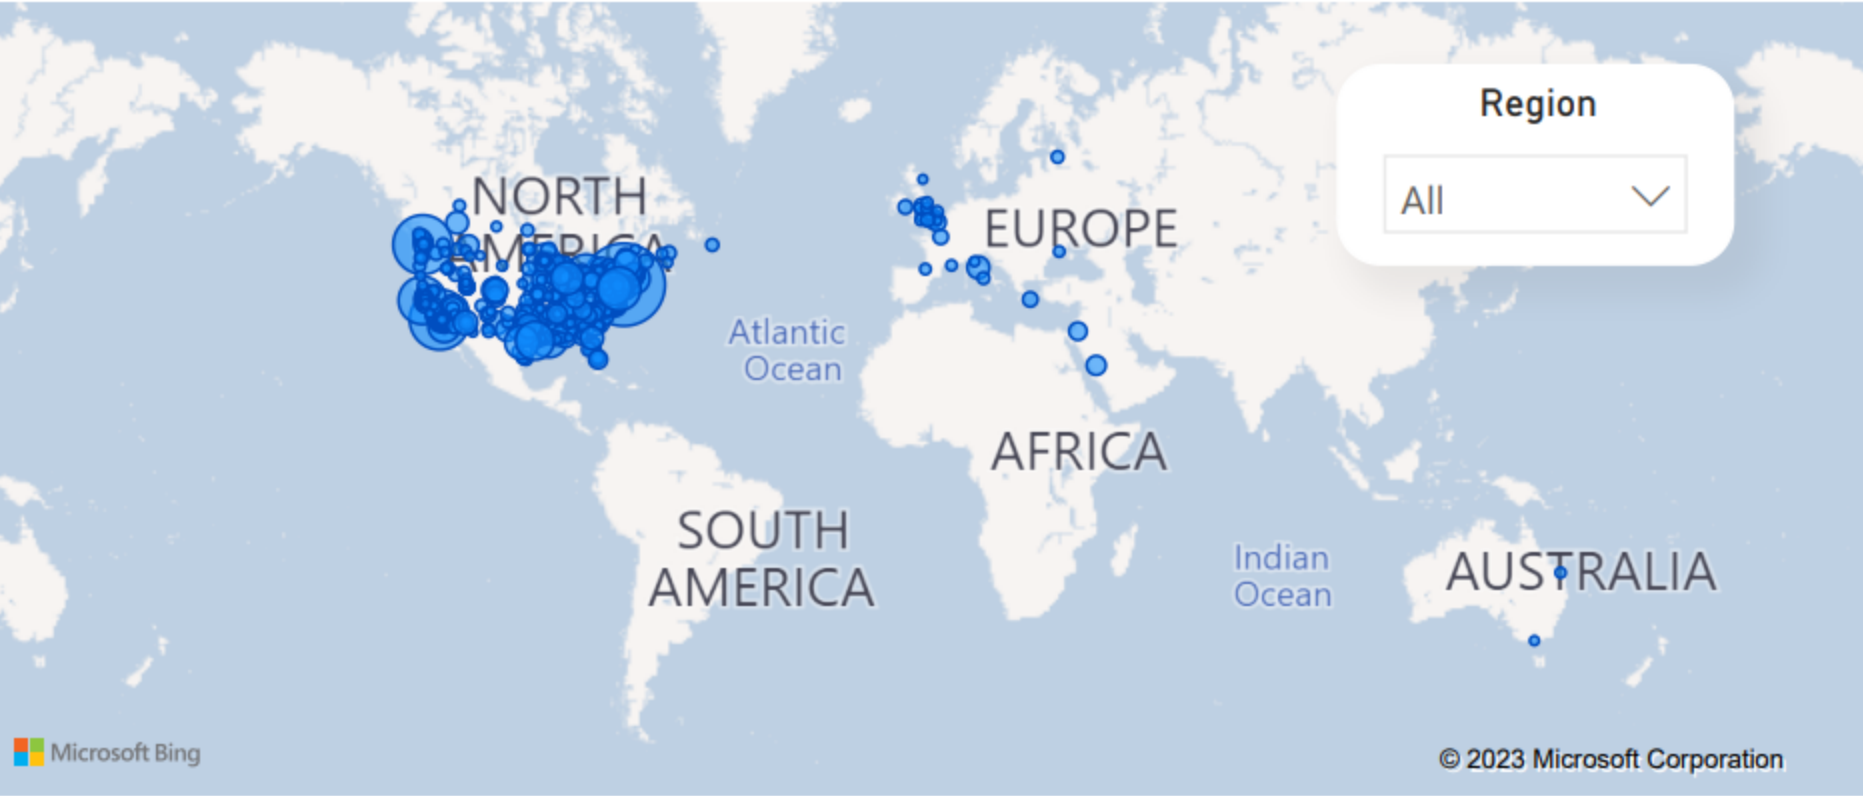 Region
All
NORTH
AMERICA
EUROPE
Atlantic
Ocean
AFRICA
SOUTH
AMERICA
Indian
Ocean
AUSTRALIA
Microsoft Bing
© 2023 Microsoft Corporation